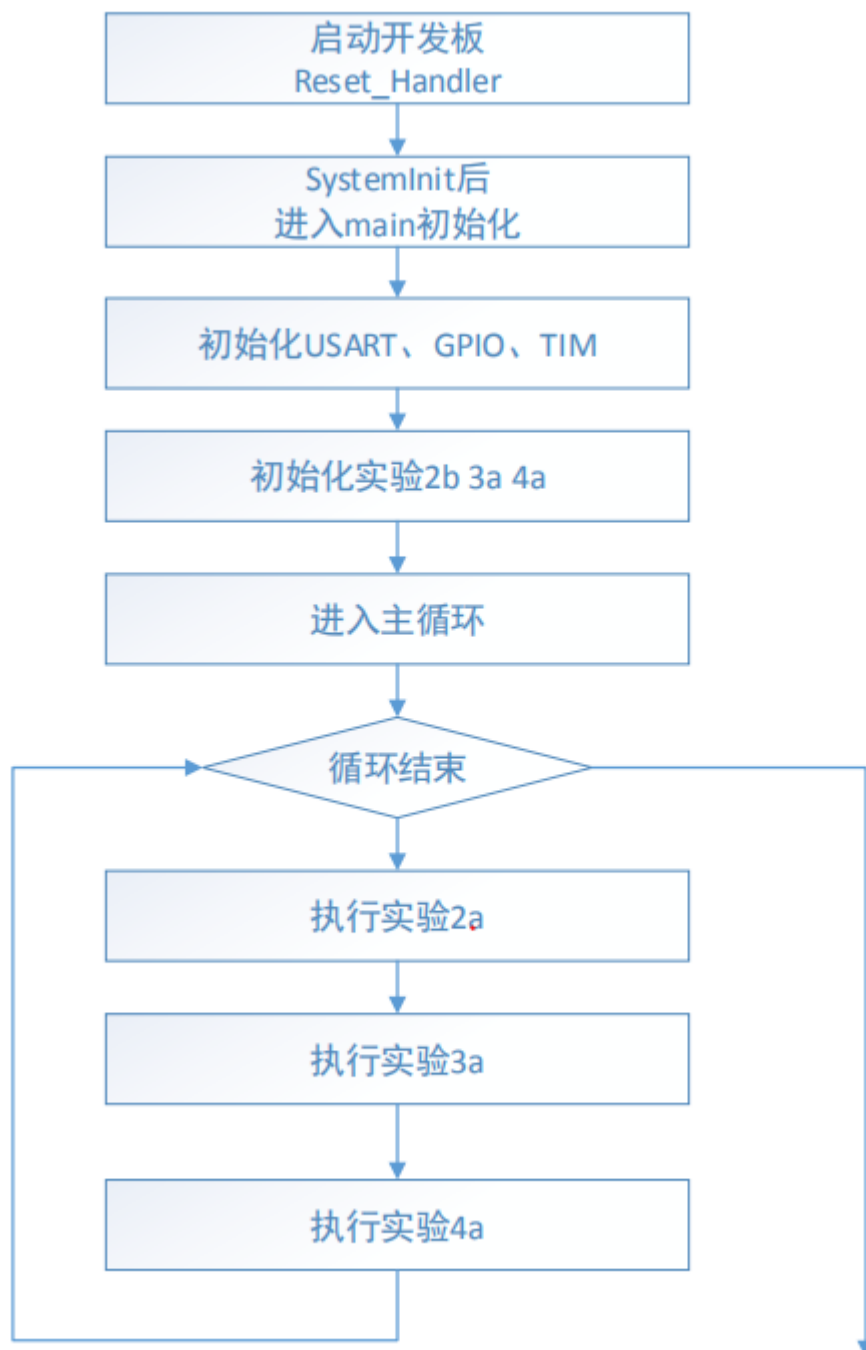 启动开发板
Reset_Handler
SystemInit后
进入main初始化
初始化USART、GPIO、TIM
初始化实验2b 3a 4a
进入主循环
循环结束
执行实验2a
执行实验3a
执行实验4a